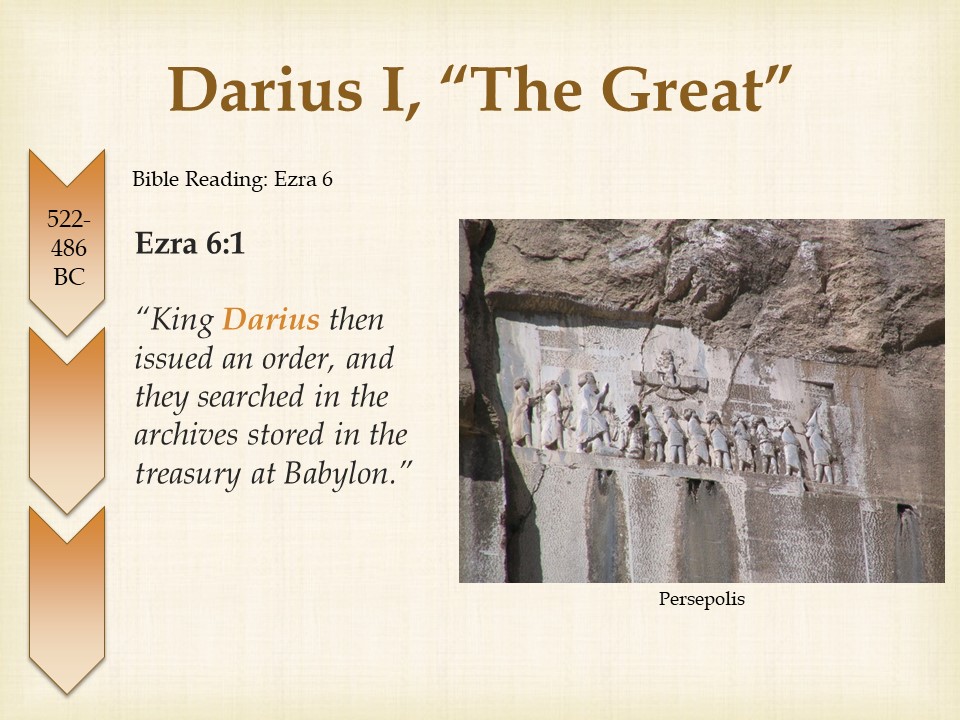 Darius I, “The Great”
Bible Reading: Ezra 6
522-
486
BC
Ezra 6:1
“King Darius then
issued an order, and
they searched in the
archives stored in the
treasury at Babylon.”
Persepolis